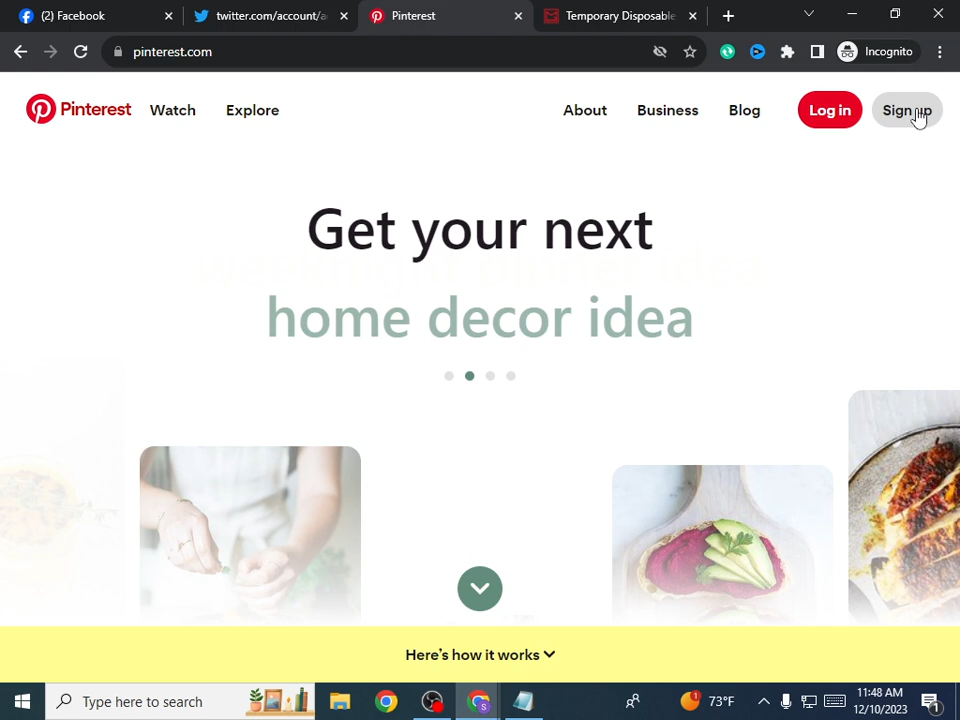 (2) Facebook
twitter.com/account/a
Pinterest
Temporary Disposable
pinterest.com
Incognito
Pinterest
Watch
Explore
About
Business
Blog
Log in
Sign up
Get your next
home decor idea
Here's how it works
Type here to search
1
73°F
11:48 AM
12/10/2023
1